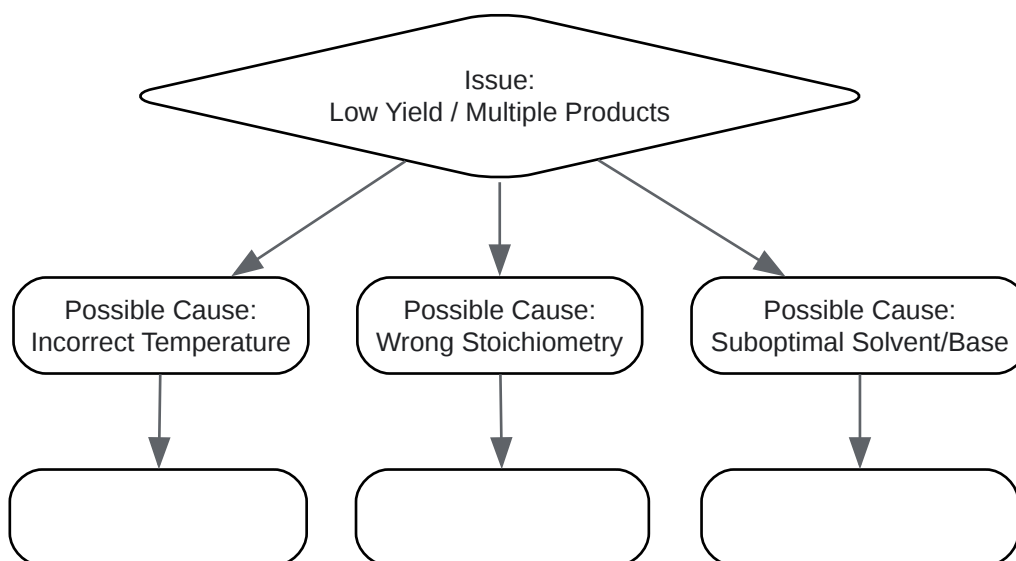 Issue:
Low Yield / Multiple Products
Possible Cause:
Incorrect Temperature
Possible Cause:
Wrong Stoichiometry
Possible Cause:
Suboptimal Solvent/Base